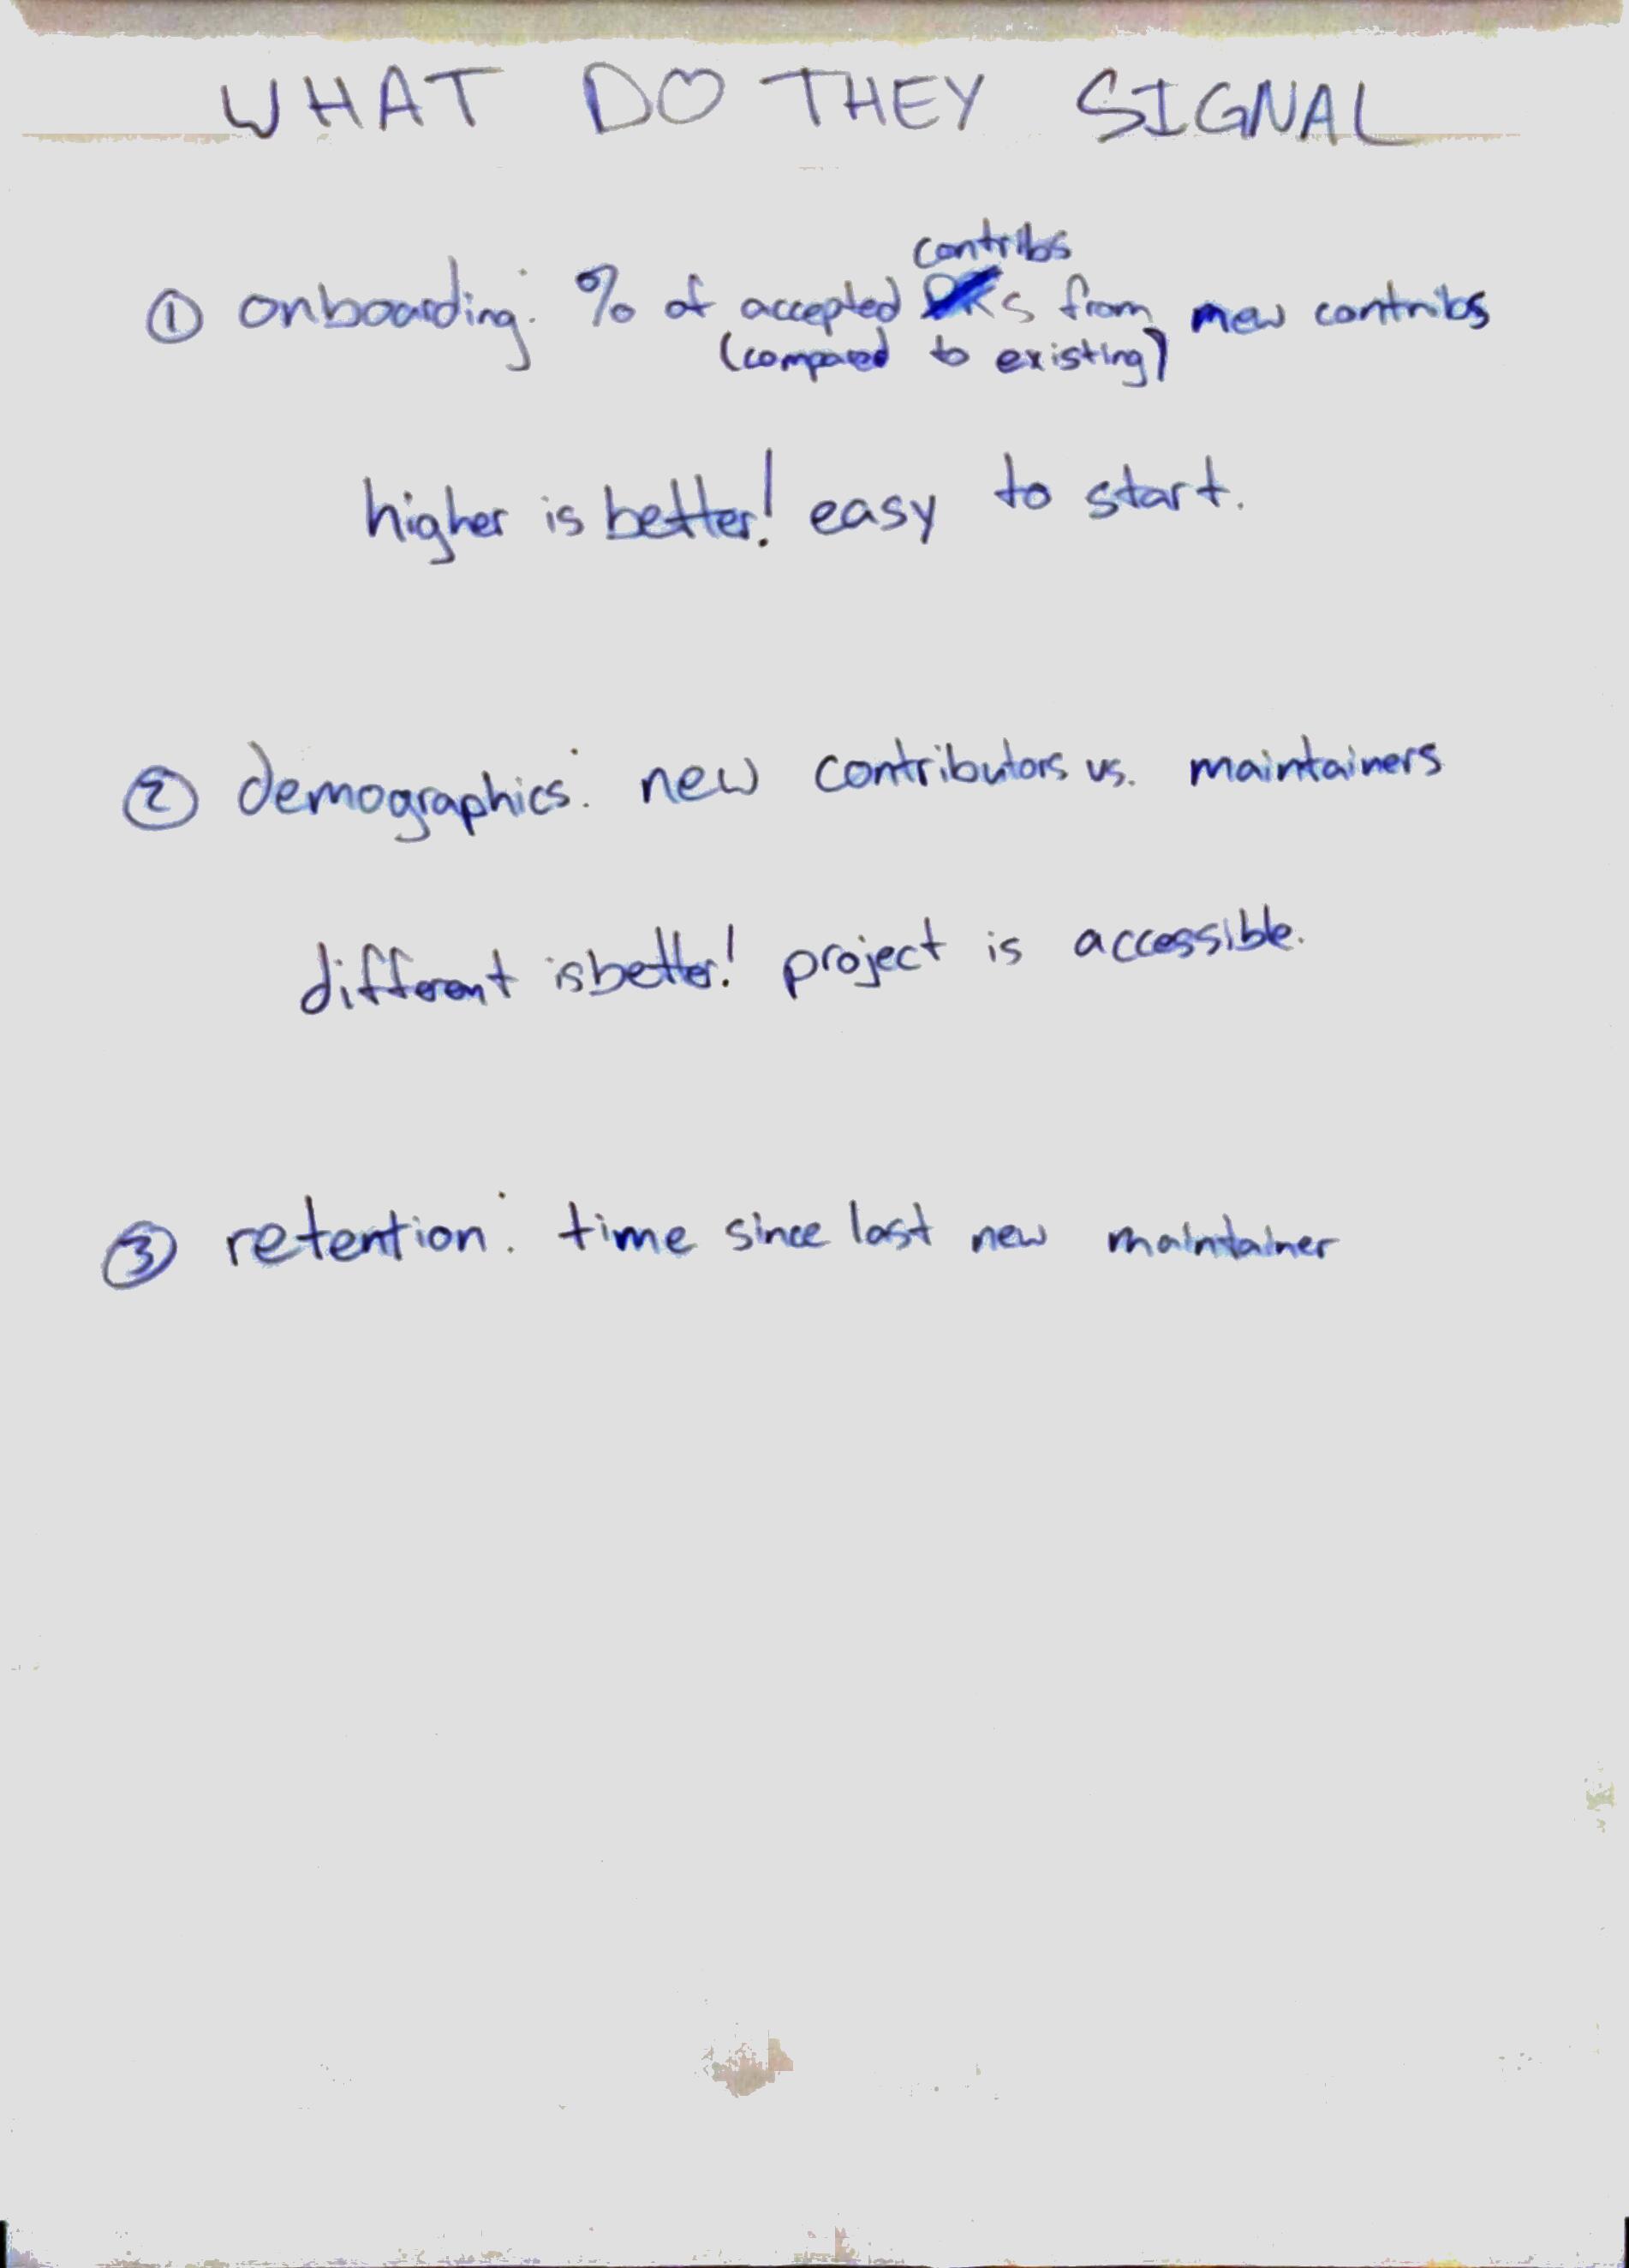 WHAT DO THEY SIGNAL
contribs
① onboarding: % of accepted PRs from new contribs
(compared to existing)
higher is better! easy to start.
② demographics: new contributors vs. maintainers
different is better! project is accessible.
③ retention: time since last new maintainer